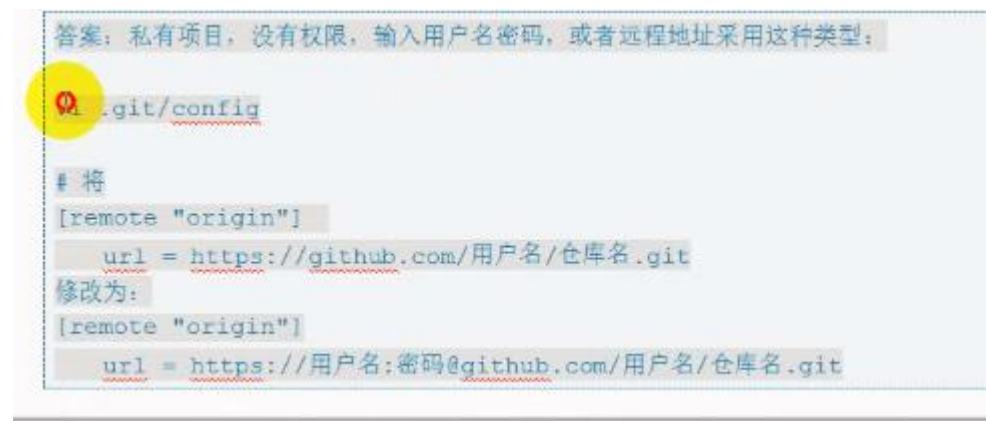 答案：私有项目，没有权限，输入用户名密码，或者远程地址采用这种类型：
.git/config
# 将
[remote "origin"]
url = https://github.com/用户名/仓库名.git
修改为：
[remote "origin"]
url = https://用户名:密码@github.com/用户名/仓库名.git